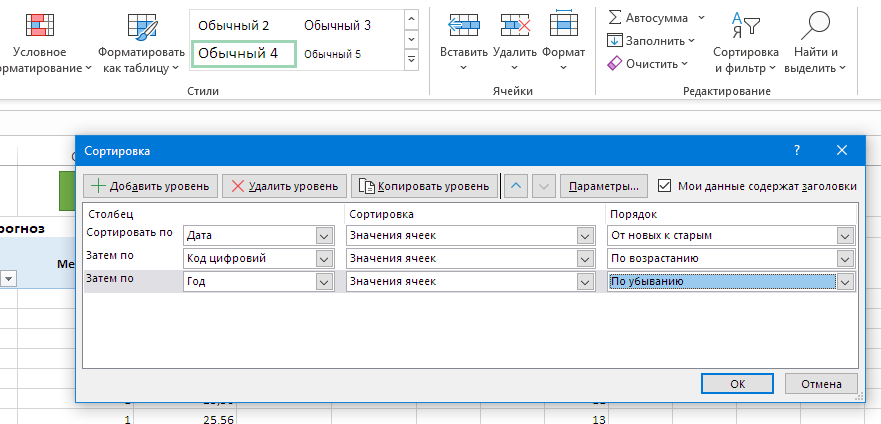 Обычный 2 Обычный 3
Обычный 4 Обычный 5
Условное
орматирование
Форматировать
как таблицу
Стили
Вставить Удалить Формат
Ячейки
Автосумма
Заполнить
Очистить
Сортировка
и фильтр
Найти и
выделить
Редактирование
рогноз
Ме
Сортировка
?
Добавить уровень Удалить уровень Копировать уровень Параметры... Мои данные содержат заголовки
Столбец Сортировка Порядок
Сортировать по Дата Значения ячеек От новых к старым
Затем по Код цифровий Значения ячеек По возрастанию
Затем по Год Значения ячеек По убыванию
ОК Отмена
1 25,56 13